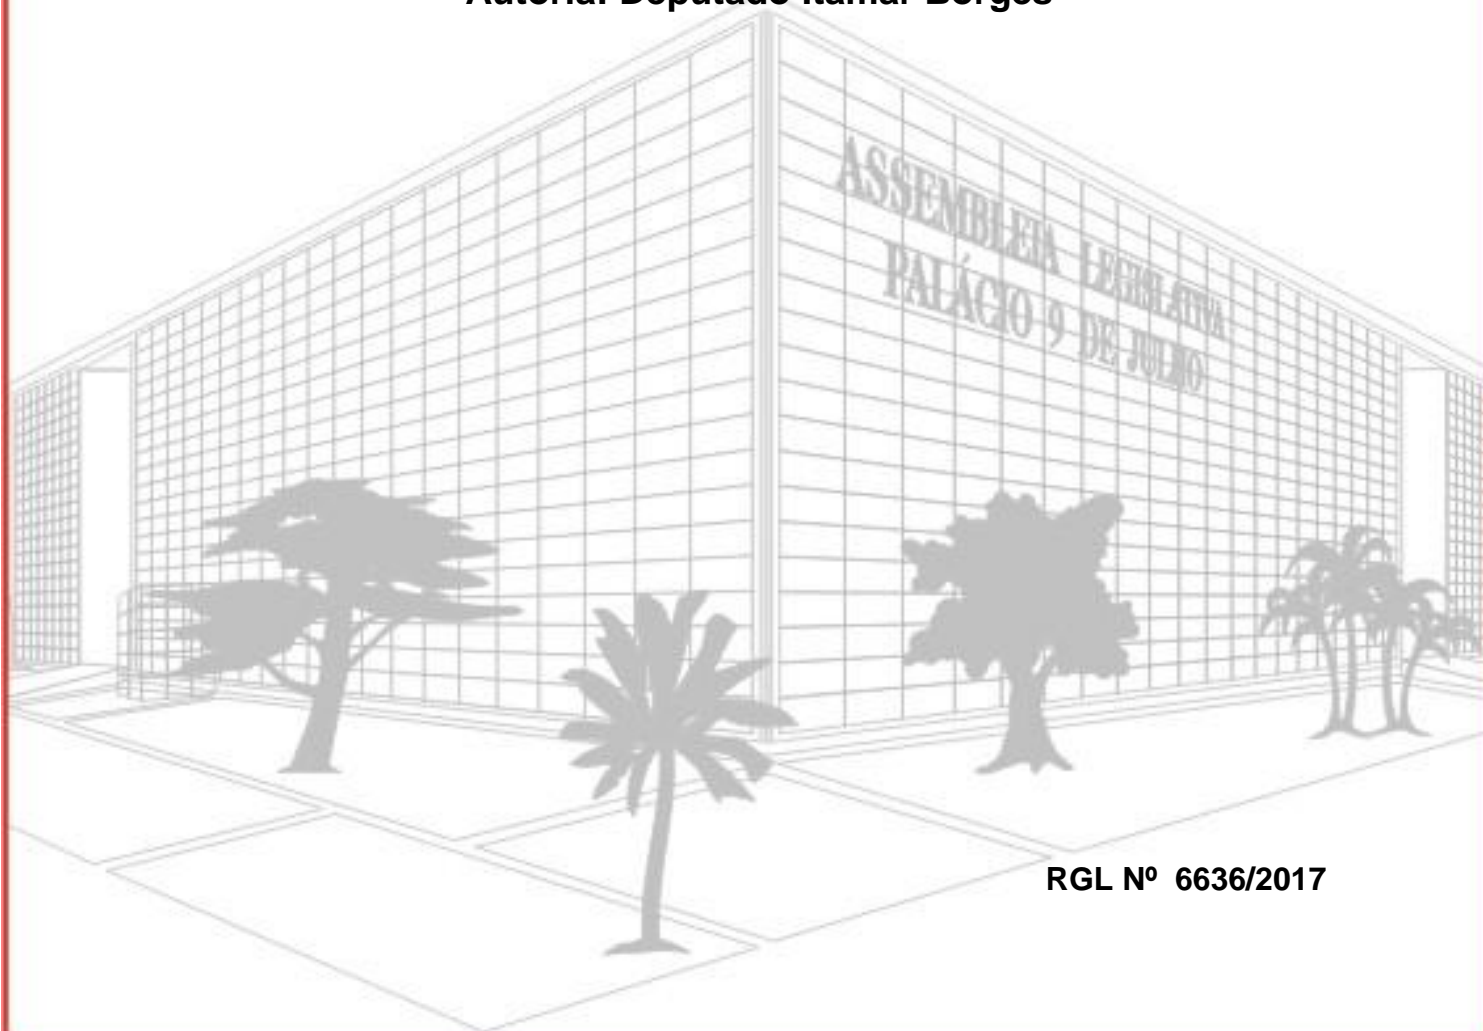 Autoria: Deputado Itamar Borges
ASSEMBLEIA LEGISLATIVA
PALÁCIO 9 DE JULHO
RGL Nº 6636/2017